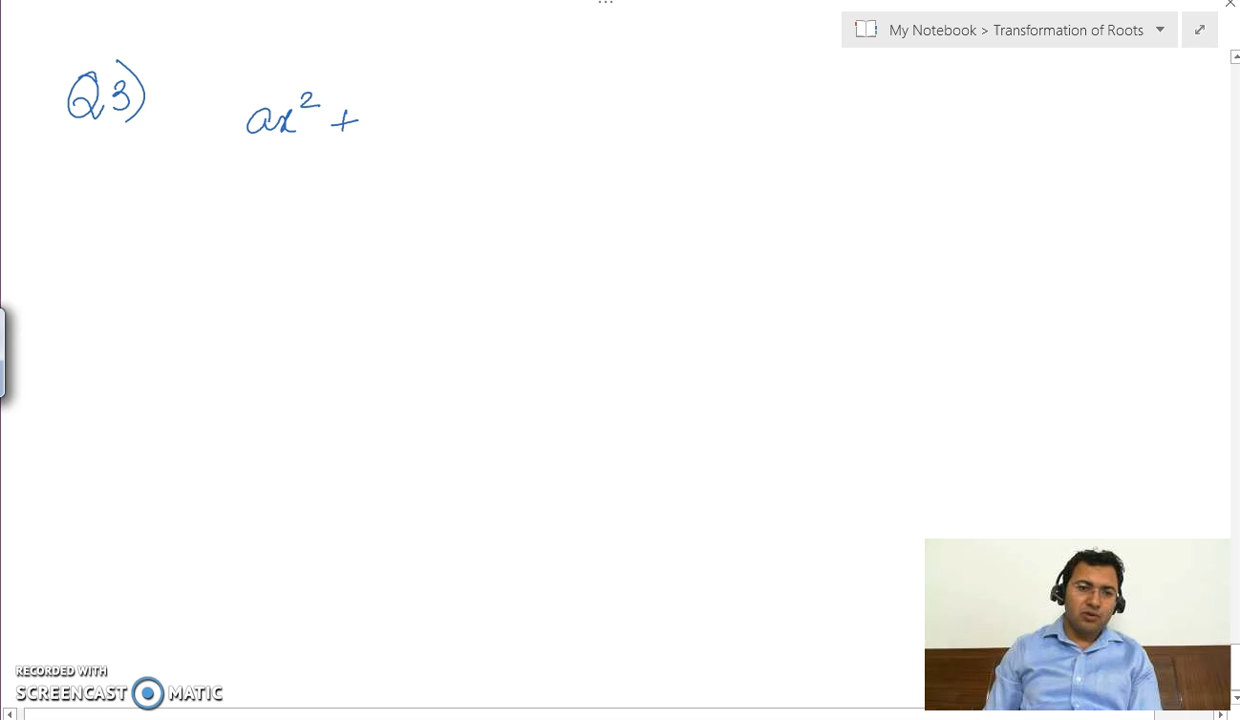 ...
My Notebook > Transformation of Roots
Q3) ax² +
RECORDED WITH
SCREENCAST MATIC